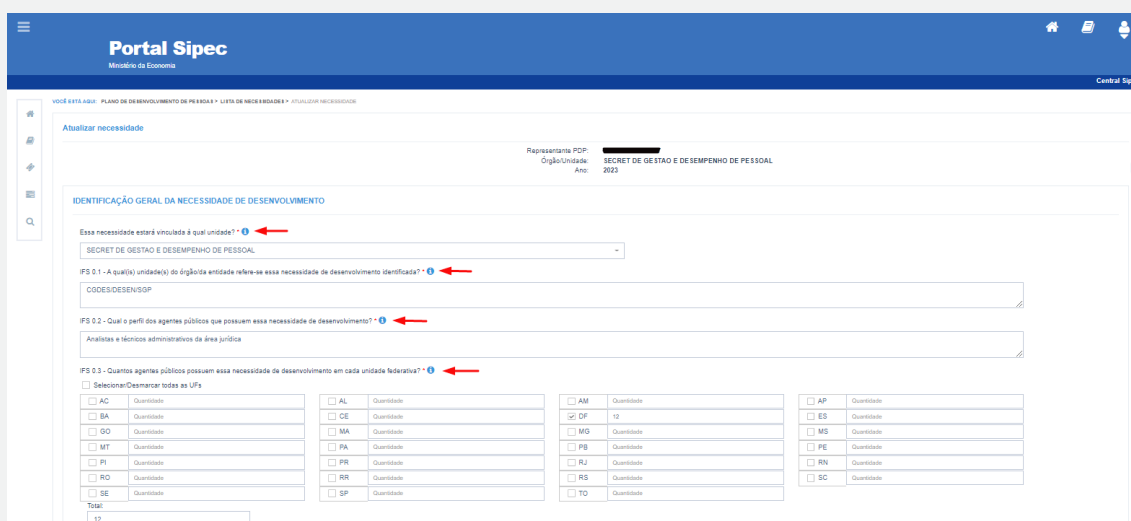 Portal Sipec
Ministério da Economia
Central Sip
VOCÊ ESTÁ AQUI: PLANO DE DESENVOLVIMENTO DE PESSOAS > LISTA DE NECESSIDADES > ATUALIZAR NECESSIDADE
Atualizar necessidade
Representante PDP:
Órgão/Unidade: SECRET DE GESTAO E DESEMPENHO DE PESSOAL
Ano: 2023
IDENTIFICAÇÃO GERAL DA NECESSIDADE DE DESENVOLVIMENTO
Essa necessidade estará vinculada à qual unidade? *
SECRET DE GESTAO E DESEMPENHO DE PESSOAL
IFS 0.1 - A qual(is) unidade(s) do órgão/da entidade refere-se essa necessidade de desenvolvimento identificada? *
CGDES/DESEN/SGP
IFS 0.2 - Qual o perfil dos agentes públicos que possuem essa necessidade de desenvolvimento? *
Analistas e técnicos administrativos da área jurídica
IFS 0.3 - Quantos agentes públicos possuem essa necessidade de desenvolvimento em cada unidade federativa? *
Selecionar/Desmarcar todas as UFs
AC Quantidade AL Quantidade AM Quantidade AP Quantidade
BA Quantidade CE Quantidade DF 12 ES Quantidade
GO Quantidade MA Quantidade MG Quantidade MS Quantidade
MT Quantidade PA Quantidade PB Quantidade PE Quantidade
PI Quantidade PR Quantidade RJ Quantidade RN Quantidade
RO Quantidade RR Quantidade RS Quantidade SC Quantidade
SE Quantidade SP Quantidade TO Quantidade
Total:
12